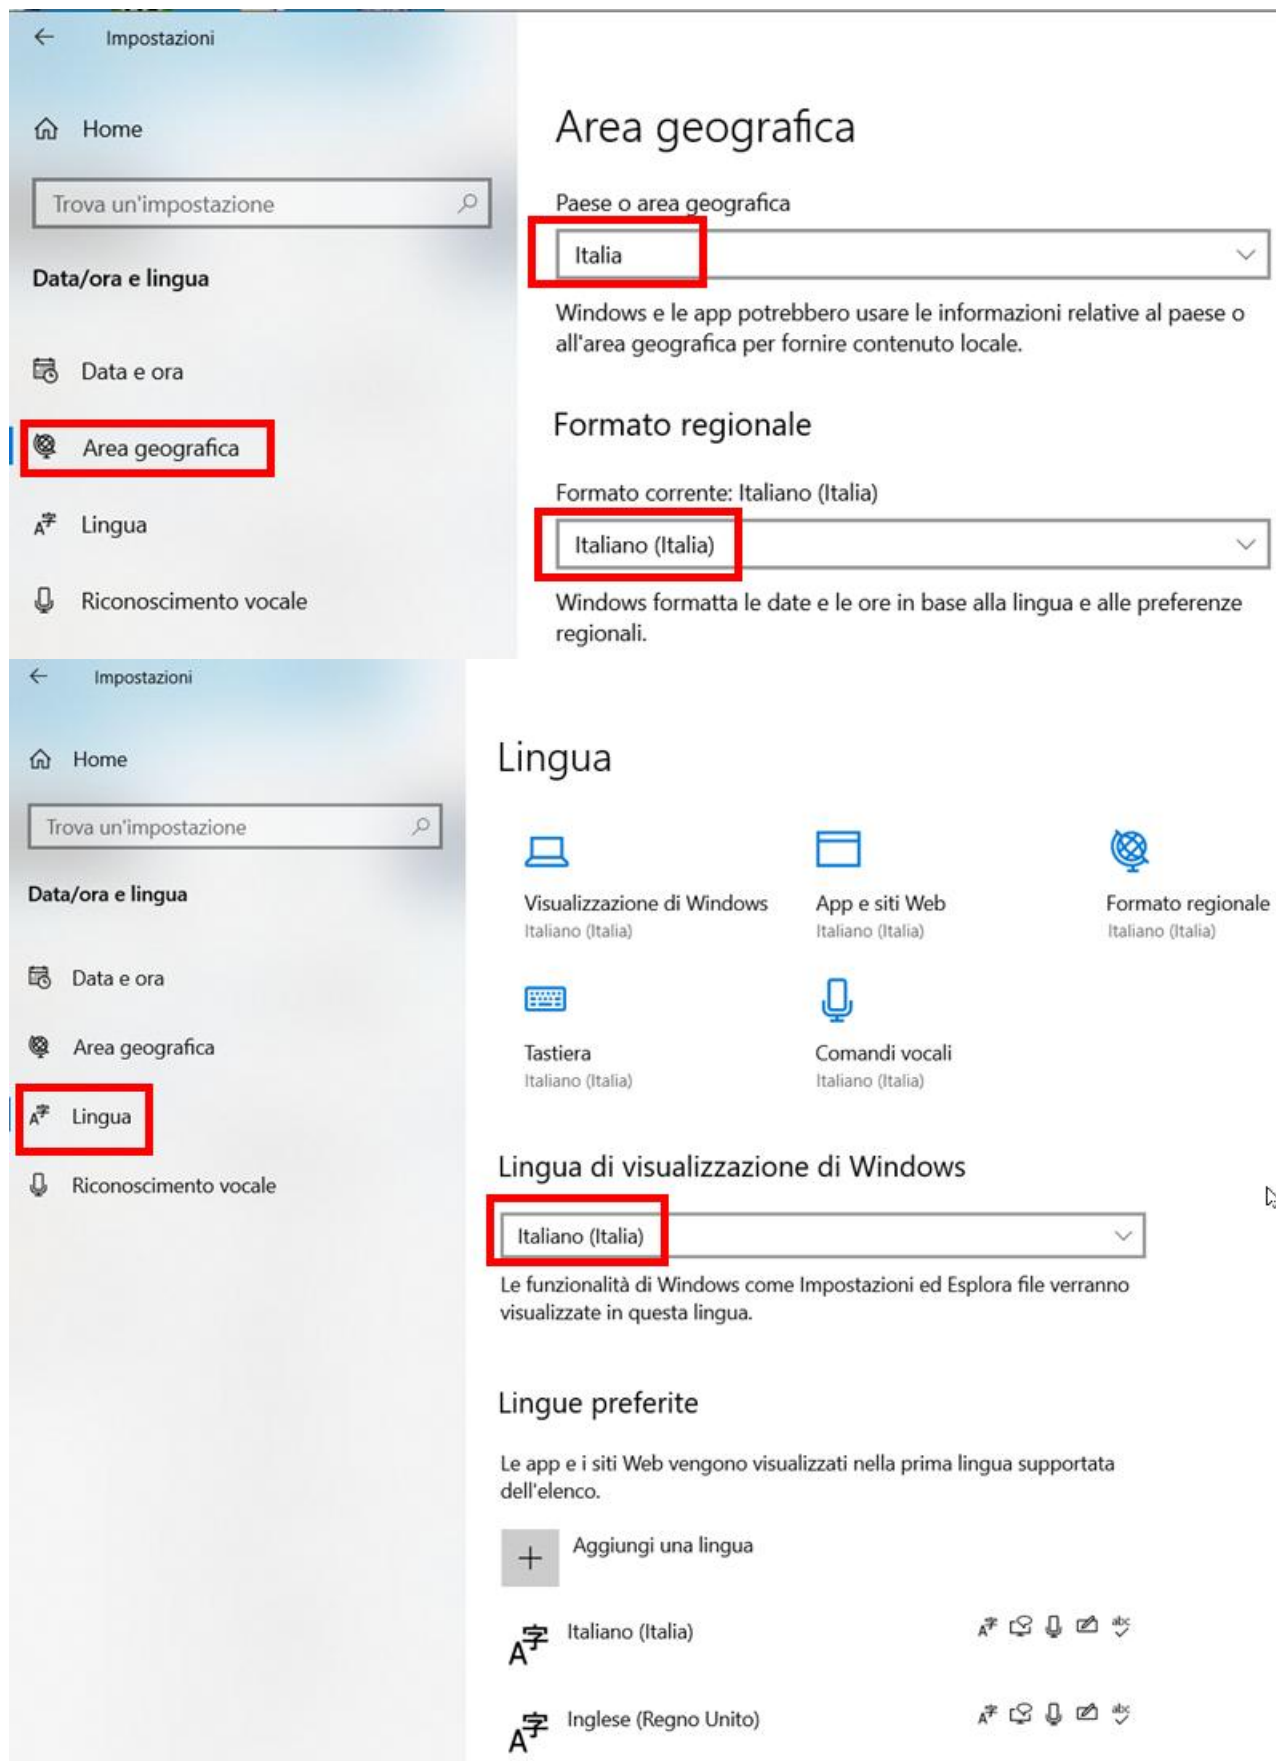 Impostazioni
Home
Trova un'impostazione
Data/ora e lingua
Data e ora
Area geografica
Lingua
Riconoscimento vocale
Area geografica
Paese o area geografica
Italia
Windows e le app potrebbero usare le informazioni relative al paese o
all'area geografica per fornire contenuto locale.
Formato regionale
Formato corrente: Italiano (Italia)
Italiano (Italia)
Windows formatta le date e le ore in base alla lingua e alle preferenze
regionali.
Impostazioni
Home
Trova un'impostazione
Data/ora e lingua
Data e ora
Area geografica
Lingua
Riconoscimento vocale
Lingua
Visualizzazione di Windows
Italiano (Italia)
App e siti Web
Italiano (Italia)
Formato regionale
Italiano (Italia)
Tastiera
Italiano (Italia)
Comandi vocali
Italiano (Italia)
Lingua di visualizzazione di Windows
Italiano (Italia)
Le funzionalità di Windows come Impostazioni ed Esplora file verranno
visualizzate in questa lingua.
Lingue preferite
Le app e i siti Web vengono visualizzati nella prima lingua supportata
dell'elenco.
Aggiungi una lingua
Italiano (Italia)
Inglese (Regno Unito)